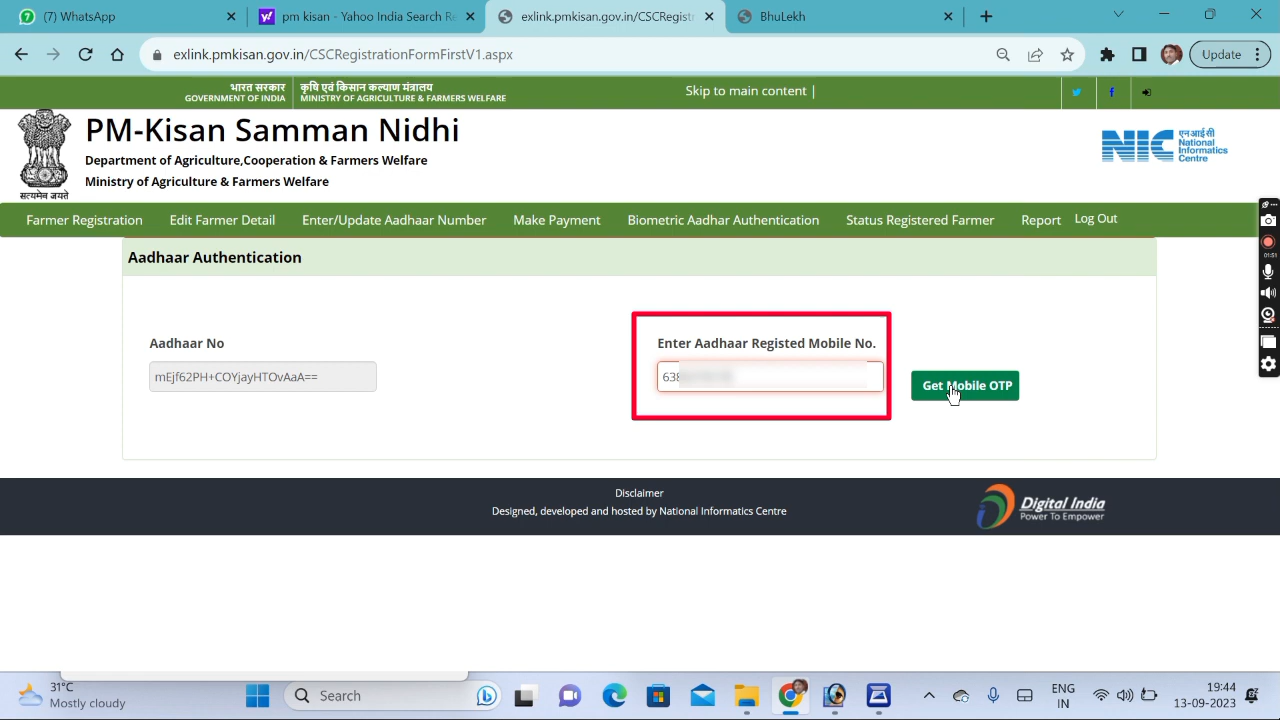 (7) WhatsApp
pm kisan - Yahoo India Search Re
exlink.pmkisan.gov.in/CSCRegistr
BhuLekh
exlink.pmkisan.gov.in/CSCRegistrationFormFirstV1.aspx
Update
भारत सरकार
GOVERNMENT OF INDIA
कृषि एवं किसान कल्याण मंत्रालय
MINISTRY OF AGRICULTURE & FARMERS WELFARE
Skip to main content |
PM-Kisan Samman Nidhi
Department of Agriculture,Cooperation & Farmers Welfare
Ministry of Agriculture & Farmers Welfare
सत्यमेव जयते
NIC
एनआईसी
National
Informatics
Centre
Farmer Registration Edit Farmer Detail Enter/Update Aadhaar Number Make Payment Biometric Aadhar Authentication Status Registered Farmer Report Log Out
01:51
Aadhaar Authentication
Aadhaar No
mEjf62PH+COYjayHTOvAaA==
Enter Aadhaar Registed Mobile No.
638
Get Mobile OTP
Disclaimer
Designed, developed and hosted by National Informatics Centre
Digital India
Power To Empower
31°C
Mostly cloudy
Search
ENG
IN
19:44
13-09-2023